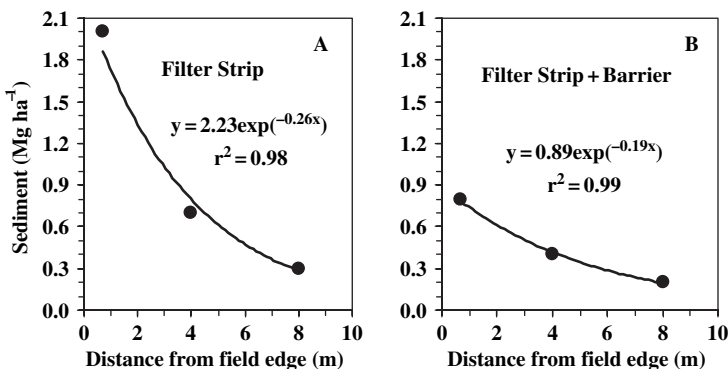 2.1
1.8
1.5
1.2
0.9
0.6
0.3
0.0
Sediment (Mg ha⁻¹)
A
Filter Strip
y = 2.23exp(⁻⁰·²⁶ˣ)
r² = 0.98
0 2 4 6 8 10
Distance from field edge (m)
2.1
1.8
1.5
1.2
0.9
0.6
0.3
0.0
B
Filter Strip + Barrier
y = 0.89exp(⁻⁰·¹⁹ˣ)
r² = 0.99
0 2 4 6 8 10
Distance from field edge (m)